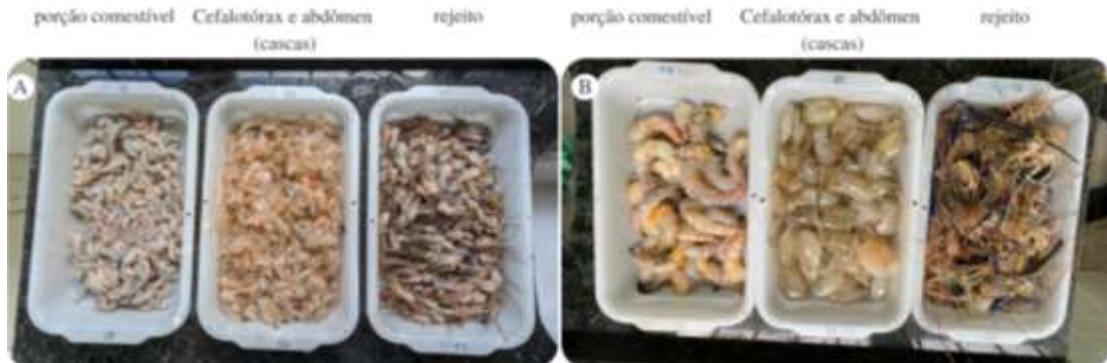 porção comestível Cefalotórax e abdômen rejeito
(cascas)
porção comestível Cefalotórax e abdômen rejeito
(cascas)
A
B